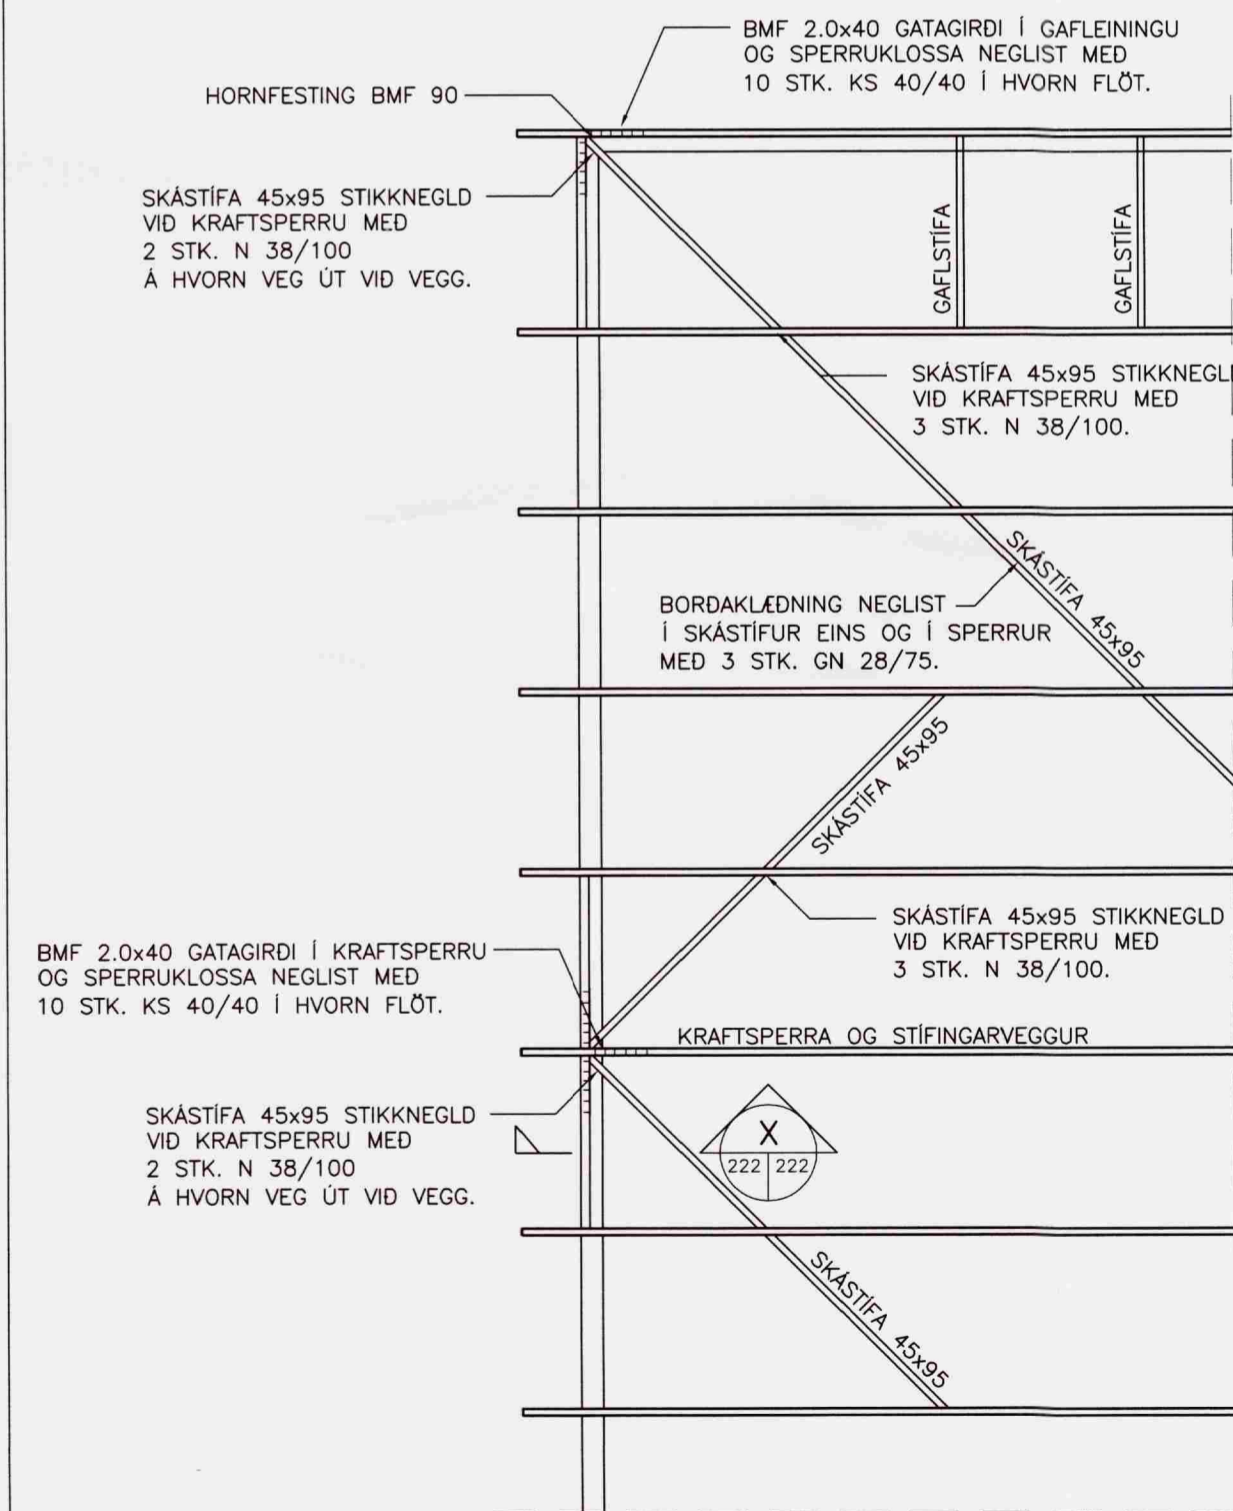 BMF 2.0x40 GATAGIRÐI Í GAFLEININGU
OG SPERRUKLOSSA NEGLIST MEÐ
10 STK. KS 40/40 Í HVORN FLÖT.
HORNFESTING BMF 90
SKÁSTÍFA 45x95 STIKKNEGLD
VIÐ KRAFTSPERRU MEÐ
2 STK. N 38/100
Á HVORN VEG ÚT VIÐ VEGG.
GAFLSTÍFA
GAFLSTÍFA
SKÁSTÍFA 45x95 STIKKNEGL
VIÐ KRAFTSPERRU MEÐ
3 STK. N 38/100.
SKÁSTÍFA 45x95
BORÐAKLÆÐNING NEGLIST
Í SKÁSTÍFUR EINS OG Í SPERRUR
MEÐ 3 STK. GN 28/75.
SKÁSTÍFA 45x95
SKÁSTÍFA 45x95 STIKKNEGLD
VIÐ KRAFTSPERRU MEÐ
3 STK. N 38/100.
BMF 2.0x40 GATAGIRÐI Í KRAFTSPERRU
OG SPERRUKLOSSA NEGLIST MEÐ
10 STK. KS 40/40 Í HVORN FLÖT.
KRAFTSPERRA OG STÍFINGARVEGGUR
SKÁSTÍFA 45x95 STIKKNEGLD
VIÐ KRAFTSPERRU MEÐ
2 STK. N 38/100
Á HVORN VEG ÚT VIÐ VEGG.
X
222 222
SKÁSTÍFA 45x95